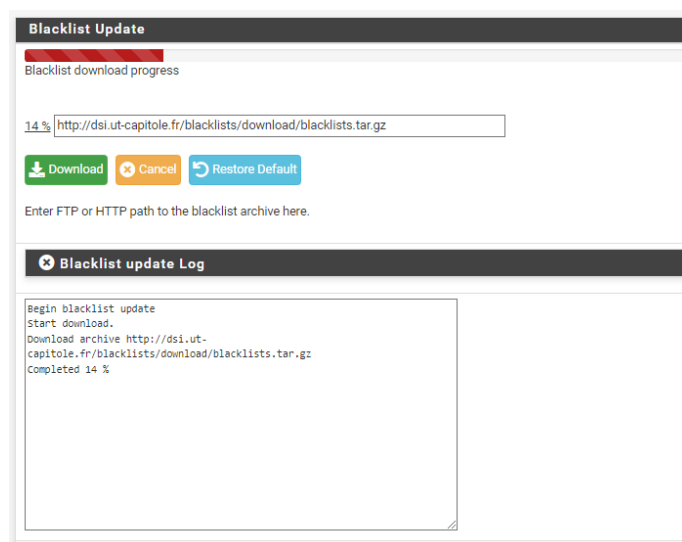 Blacklist Update
Blacklist download progress
14 % http://dsi.ut-capitole.fr/blacklists/download/blacklists.tar.gz
Download Cancel Restore Default
Enter FTP or HTTP path to the blacklist archive here.
Blacklist update Log
Begin blacklist update
Start download.
Download archive http://dsi.ut-
capitole.fr/blacklists/download/blacklists.tar.gz
Completed 14 %